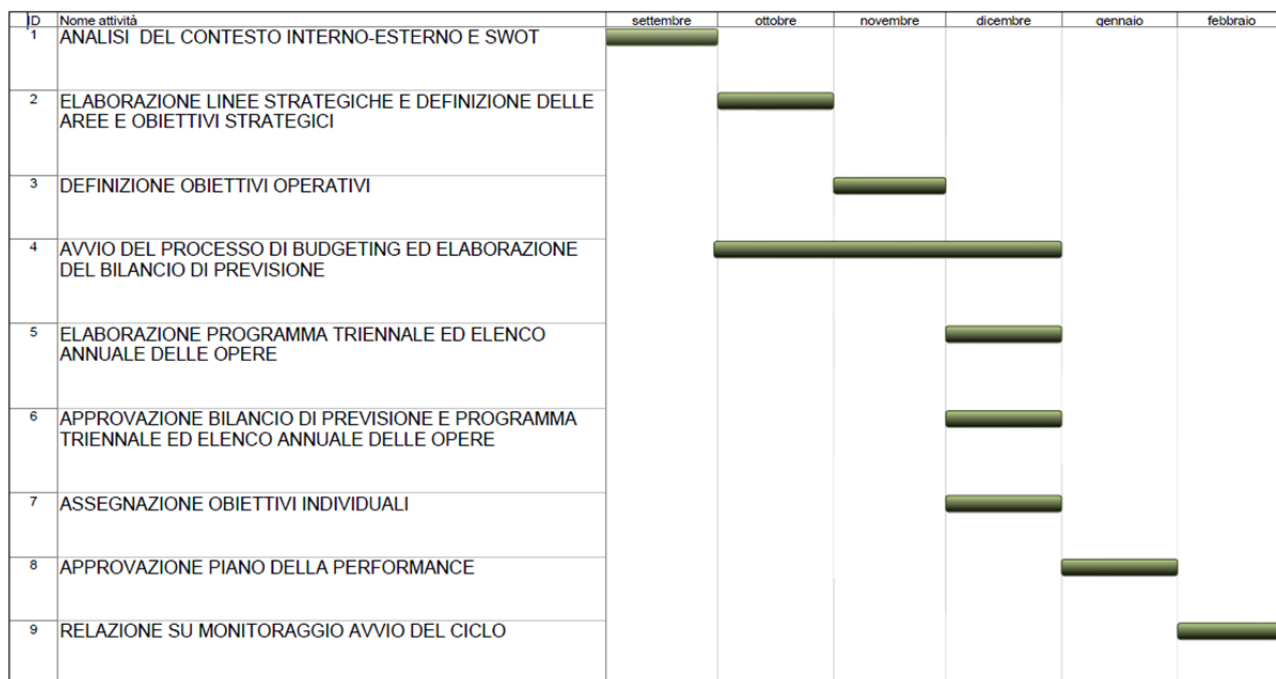 ID Nome attività settembre ottobre novembre dicembre gennaio febbraio
1 ANALISI DEL CONTESTO INTERNO-ESTERNO E SWOT
2 ELABORAZIONE LINEE STRATEGICHE E DEFINIZIONE DELLE
AREE E OBIETTIVI STRATEGICI
3 DEFINIZIONE OBIETTIVI OPERATIVI
4 AVVIO DEL PROCESSO DI BUDGETING ED ELABORAZIONE
DEL BILANCIO DI PREVISIONE
5 ELABORAZIONE PROGRAMMA TRIENNALE ED ELENCO
ANNUALE DELLE OPERE
6 APPROVAZIONE BILANCIO DI PREVISIONE E PROGRAMMA
TRIENNALE ED ELENCO ANNUALE DELLE OPERE
7 ASSEGNAZIONE OBIETTIVI INDIVIDUALI
8 APPROVAZIONE PIANO DELLA PERFORMANCE
9 RELAZIONE SU MONITORAGGIO AVVIO DEL CICLO